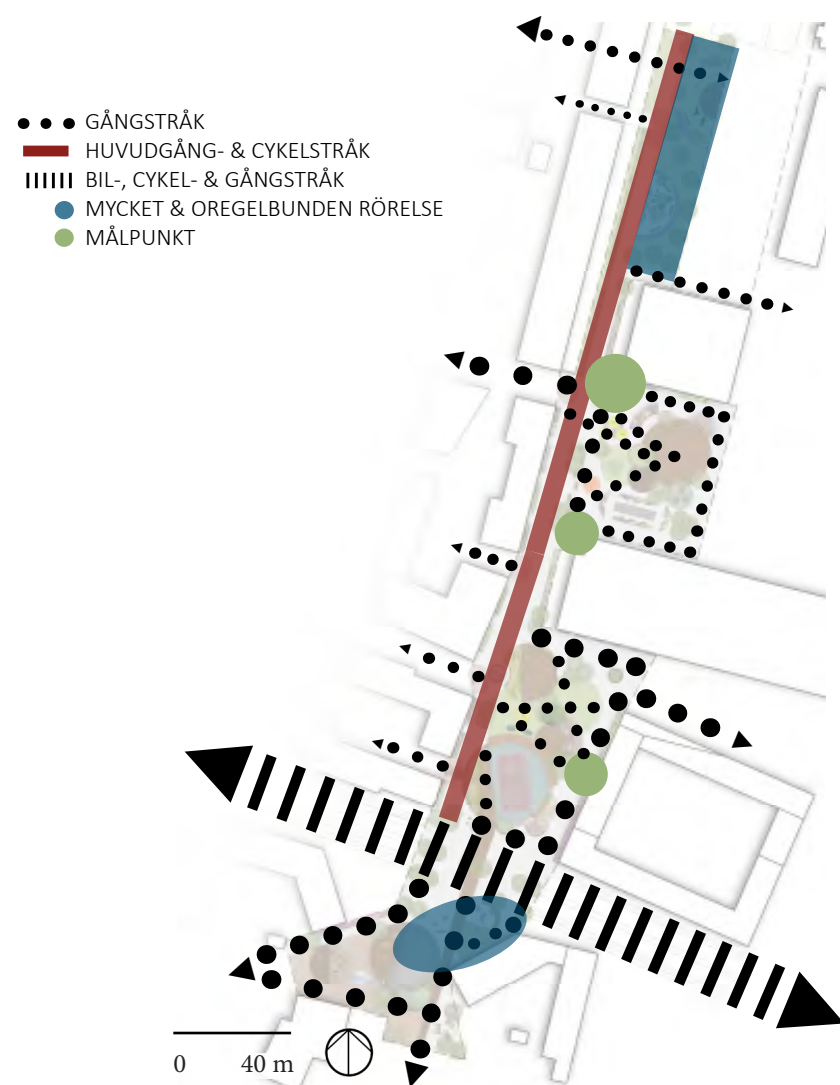 GÅNGSTRÅK
HUVUDGÅNG- & CYKELSTRÅK
BIL-, CYKEL- & GÅNGSTRÅK
MYCKET & OREGELBUNDEN RÖRELSE
MÅLPUNKT
0 40 m